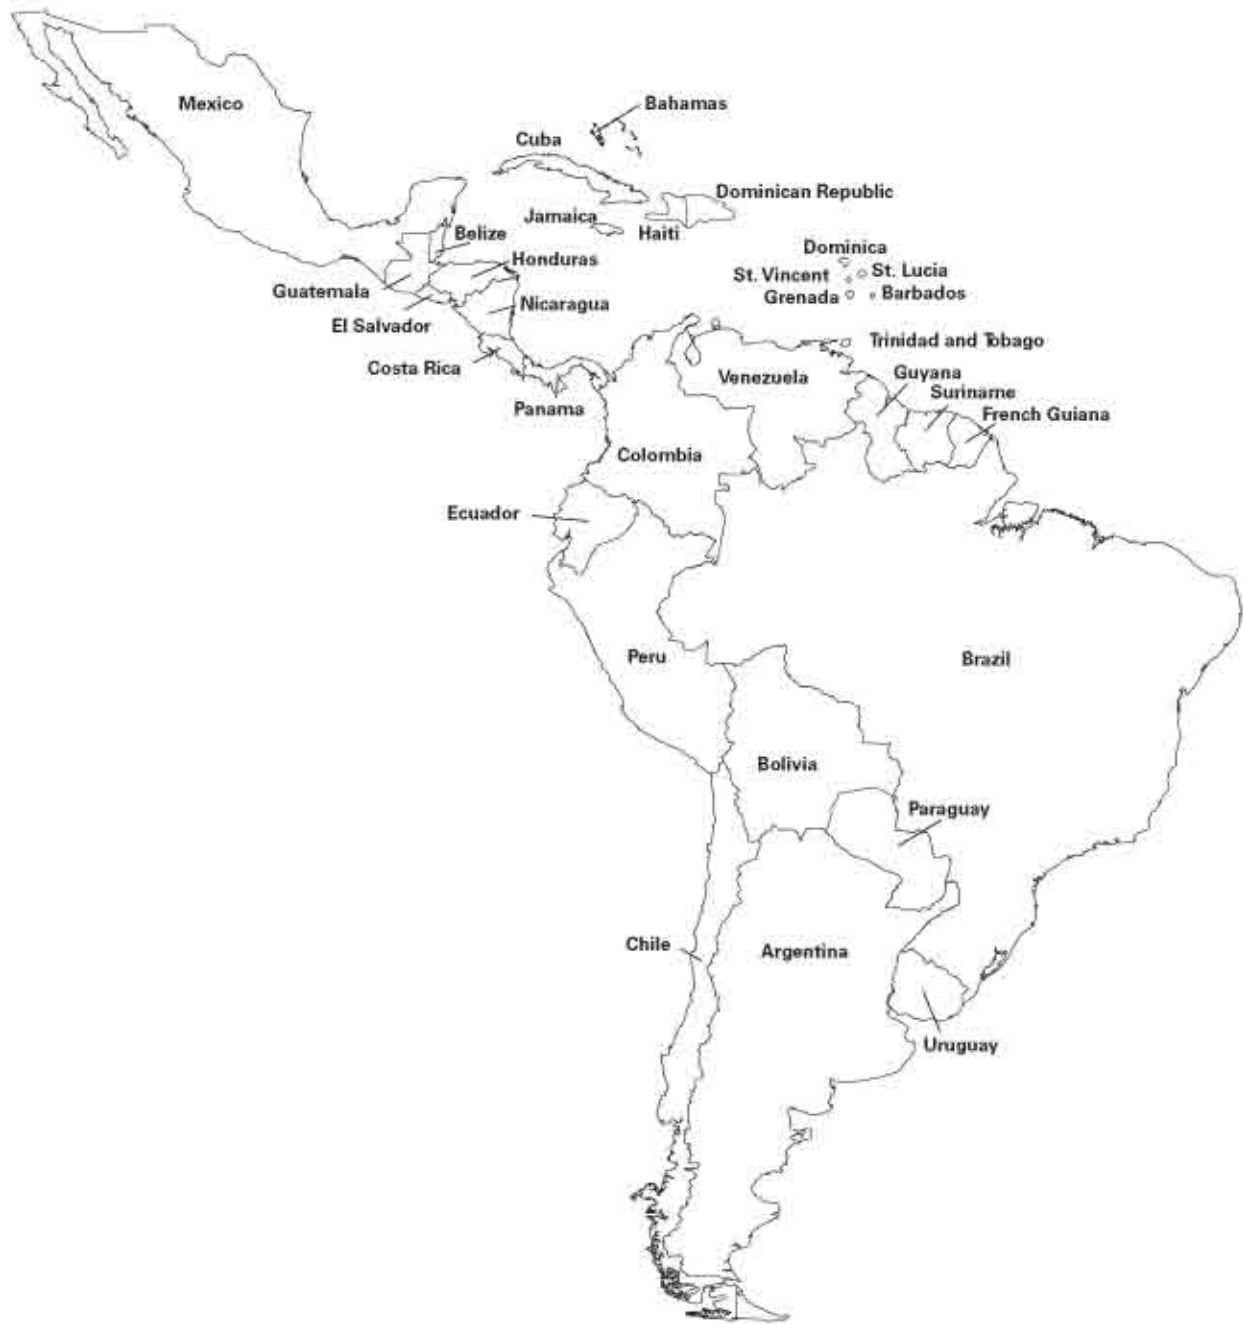 Mexico
Bahamas
Cuba
Dominican Republic
Jamaica
Haiti
Belize
Dominica
Honduras
St. Vincent
St. Lucia
Guatemala
Grenada
Barbados
Nicaragua
El Salvador
Trinidad and Tobago
Costa Rica
Venezuela
Guyana
Suriname
Panama
French Guiana
Colombia
Ecuador
Peru
Brazil
Bolivia
Paraguay
Chile
Argentina
Uruguay